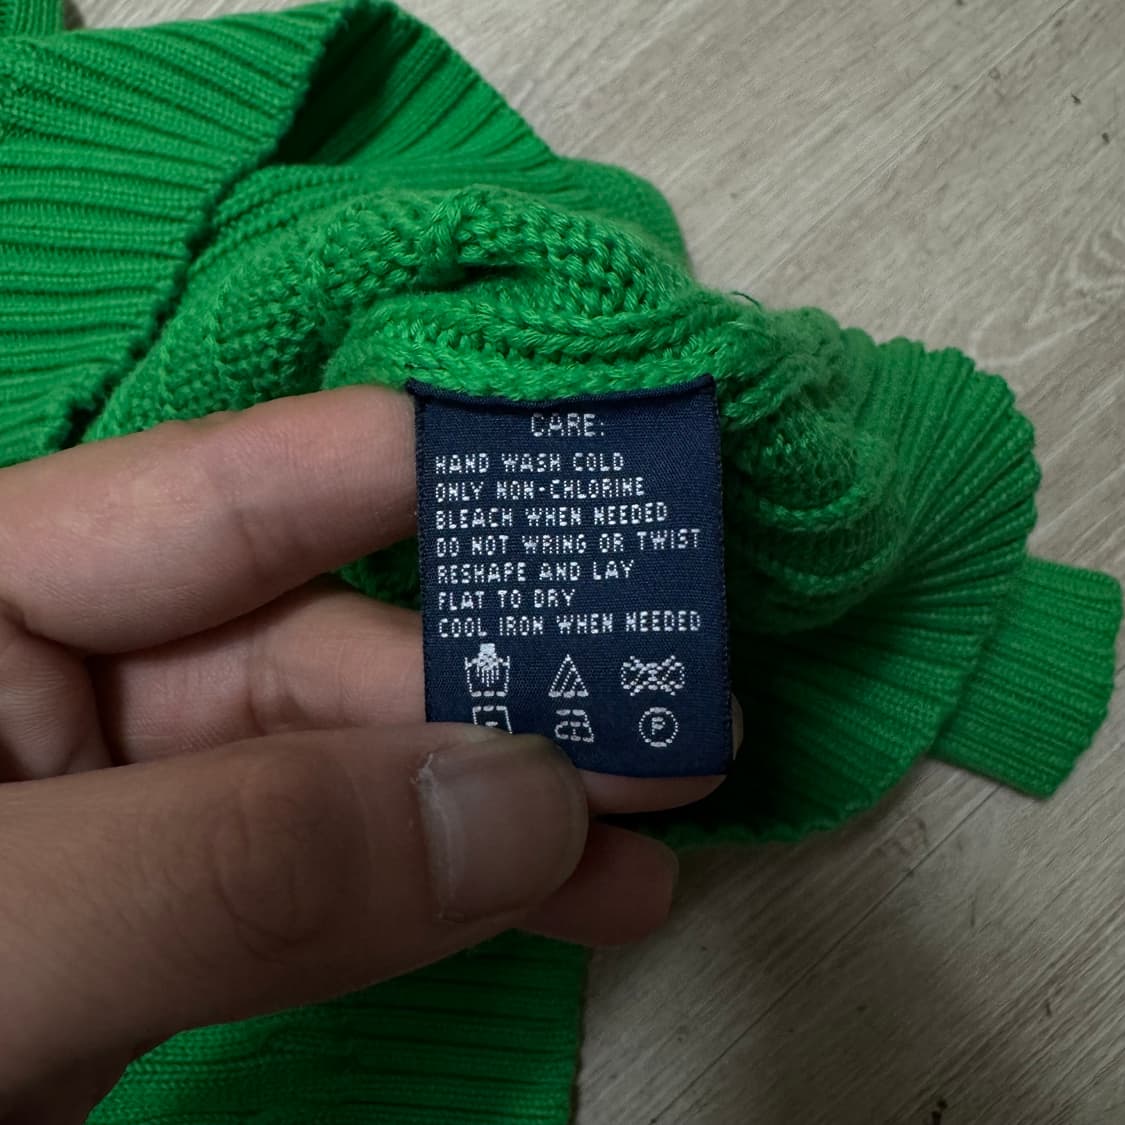 CARE:
HAND WASH COLD
ONLY NON-CHLORINE
BLEACH WHEN NEEDED
DO NOT WRING OR TWIST
RESHAPE AND LAY
FLAT TO DRY
COOL IRON WHEN NEEDED
P